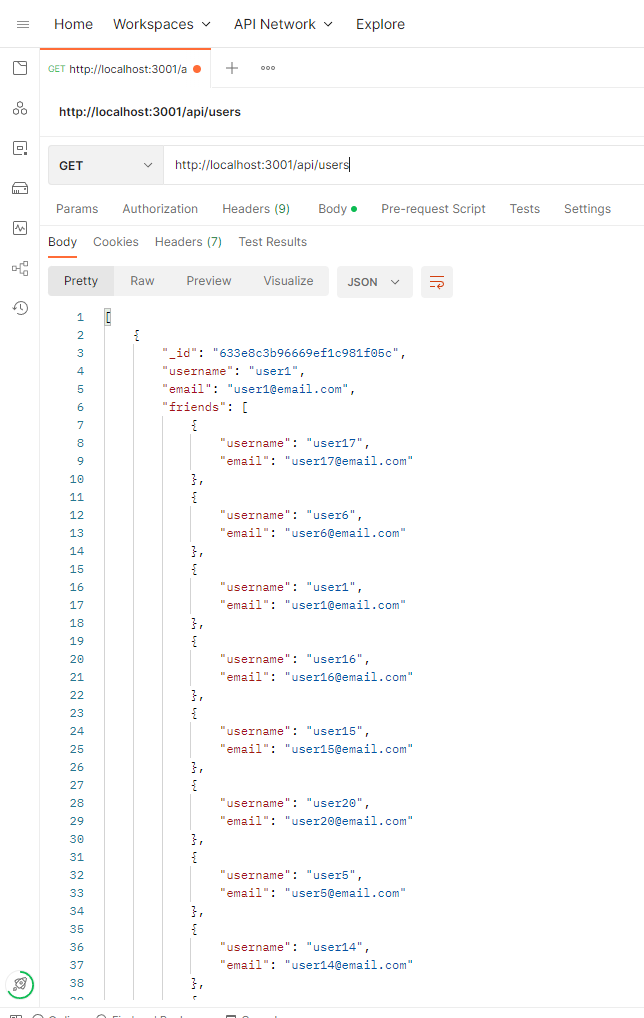 Home Workspaces API Network Explore
GET http://localhost:3001/a
http://localhost:3001/api/users
GET http://localhost:3001/api/users
Params Authorization Headers (9) Body Pre-request Script Tests Settings
Body Cookies Headers (7) Test Results
Pretty Raw Preview Visualize JSON
1 [
2 {
3 "_id": "633e8c3b96669ef1c981f05c",
4 "username": "user1",
5 "email": "user1@email.com",
6 "friends": [
7 {
8 "username": "user17",
9 "email": "user17@email.com"
10 },
11 {
12 "username": "user6",
13 "email": "user6@email.com"
14 },
15 {
16 "username": "user1",
17 "email": "user1@email.com"
18 },
19 {
20 "username": "user16",
21 "email": "user16@email.com"
22 },
23 {
24 "username": "user15",
25 "email": "user15@email.com"
26 },
27 {
28 "username": "user20",
29 "email": "user20@email.com"
30 },
31 {
32 "username": "user5",
33 "email": "user5@email.com"
34 },
35 {
36 "username": "user14",
37 "email": "user14@email.com"
38 },